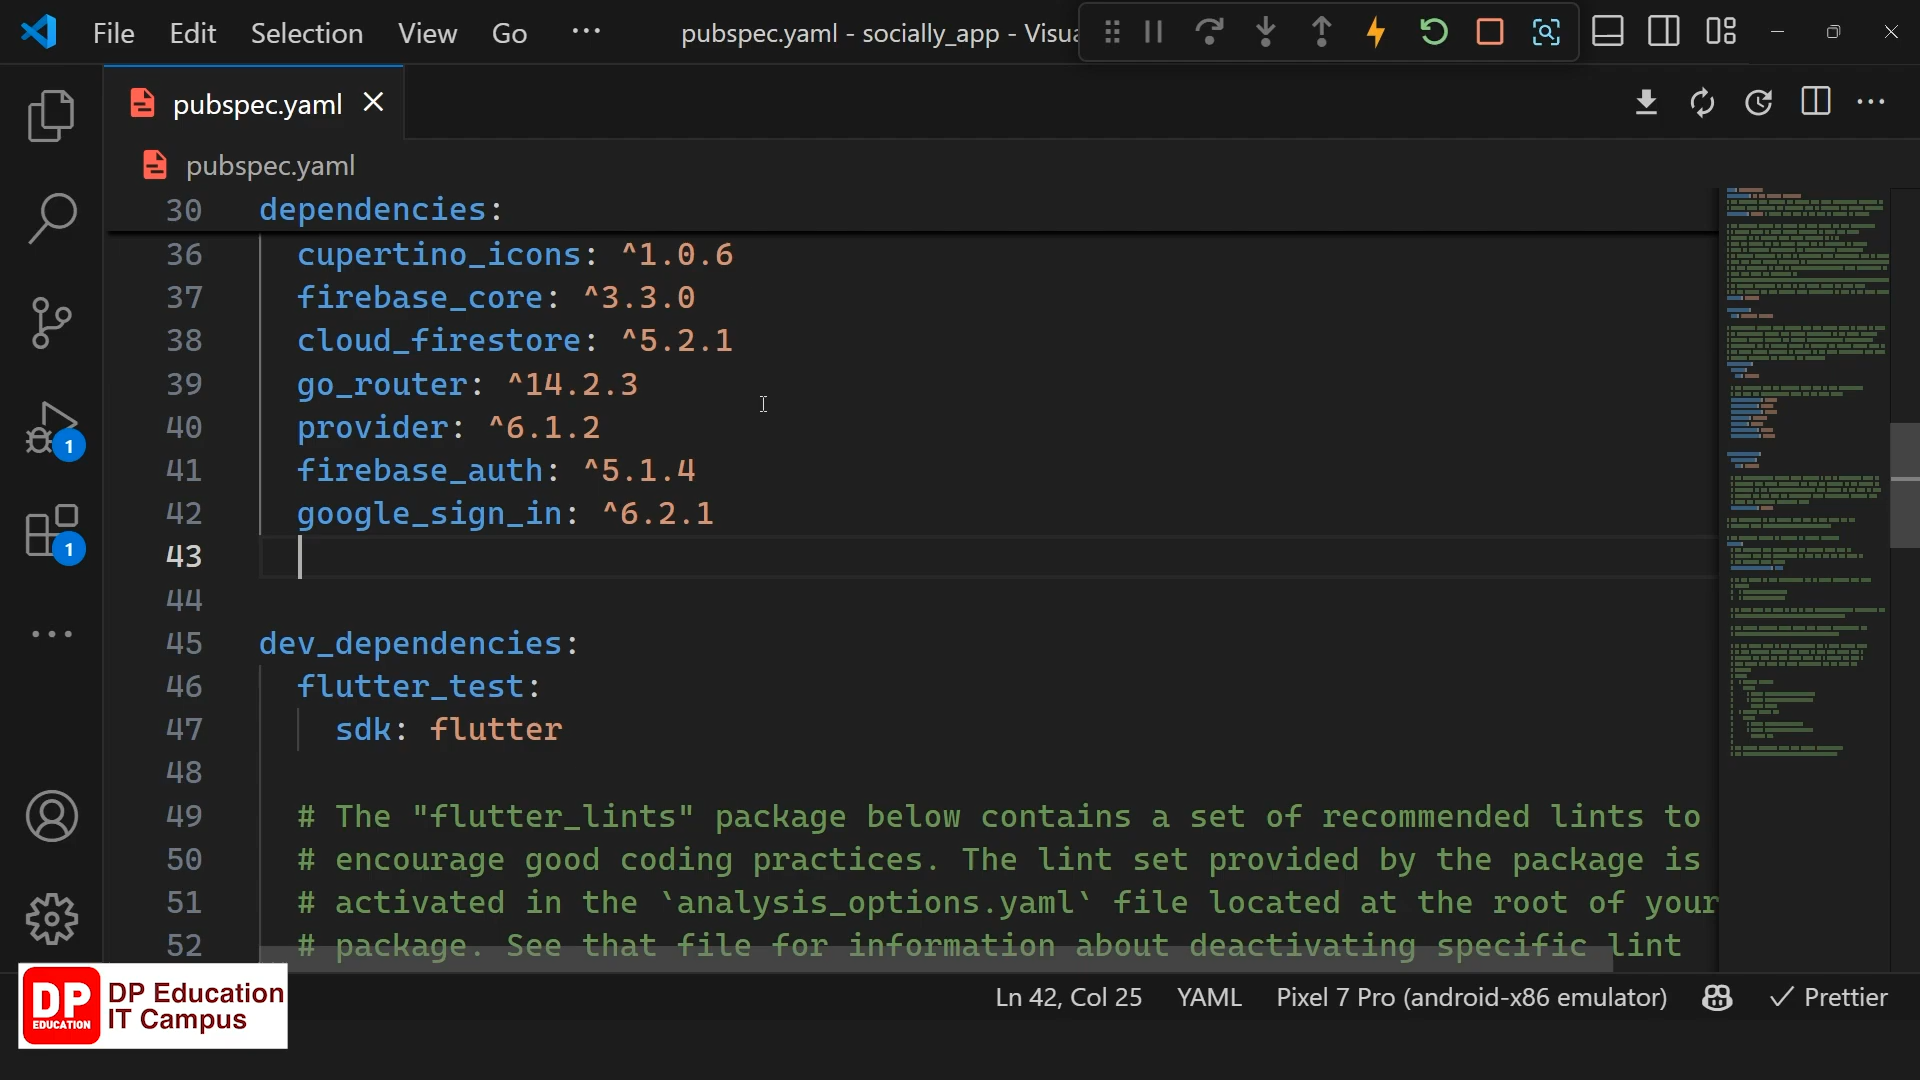 File Edit Selection View Go ··· pubspec.yaml - socially_app - Visua
pubspec.yaml
pubspec.yaml
30 dependencies:
36 cupertino_icons: ^1.0.6
37 firebase_core: ^3.3.0
38 cloud_firestore: ^5.2.1
39 go_router: ^14.2.3
40 provider: ^6.1.2
41 firebase_auth: ^5.1.4
42 google_sign_in: ^6.2.1
43
44
45 dev_dependencies:
46 flutter_test:
47 sdk: flutter
48
49 # The "flutter_lints" package below contains a set of recommended lints to
50 # encourage good coding practices. The lint set provided by the package is
51 # activated in the `analysis_options.yaml` file located at the root of your
52 # package. See that file for information about deactivating specific lint
1
1
DP EDUCATION
DP Education
IT Campus
Ln 42, Col 25 YAML Pixel 7 Pro (android-x86 emulator) Prettier